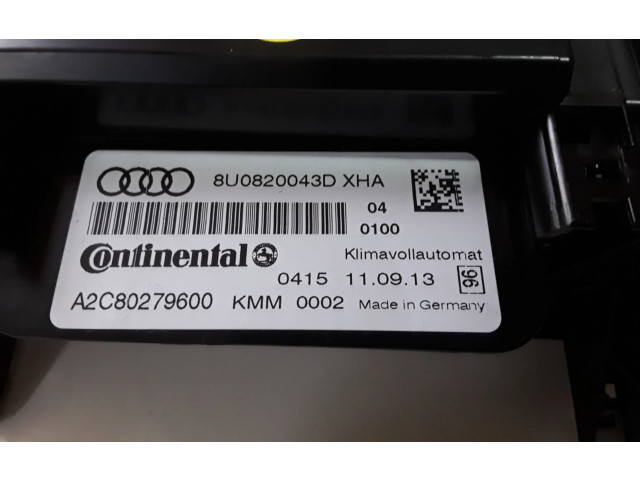 8U0820043D XHA
04
0100
Continental
Klimavollautomat
0415 11.09.13 96
A2C80279600 KMM 0002 Made in Germany